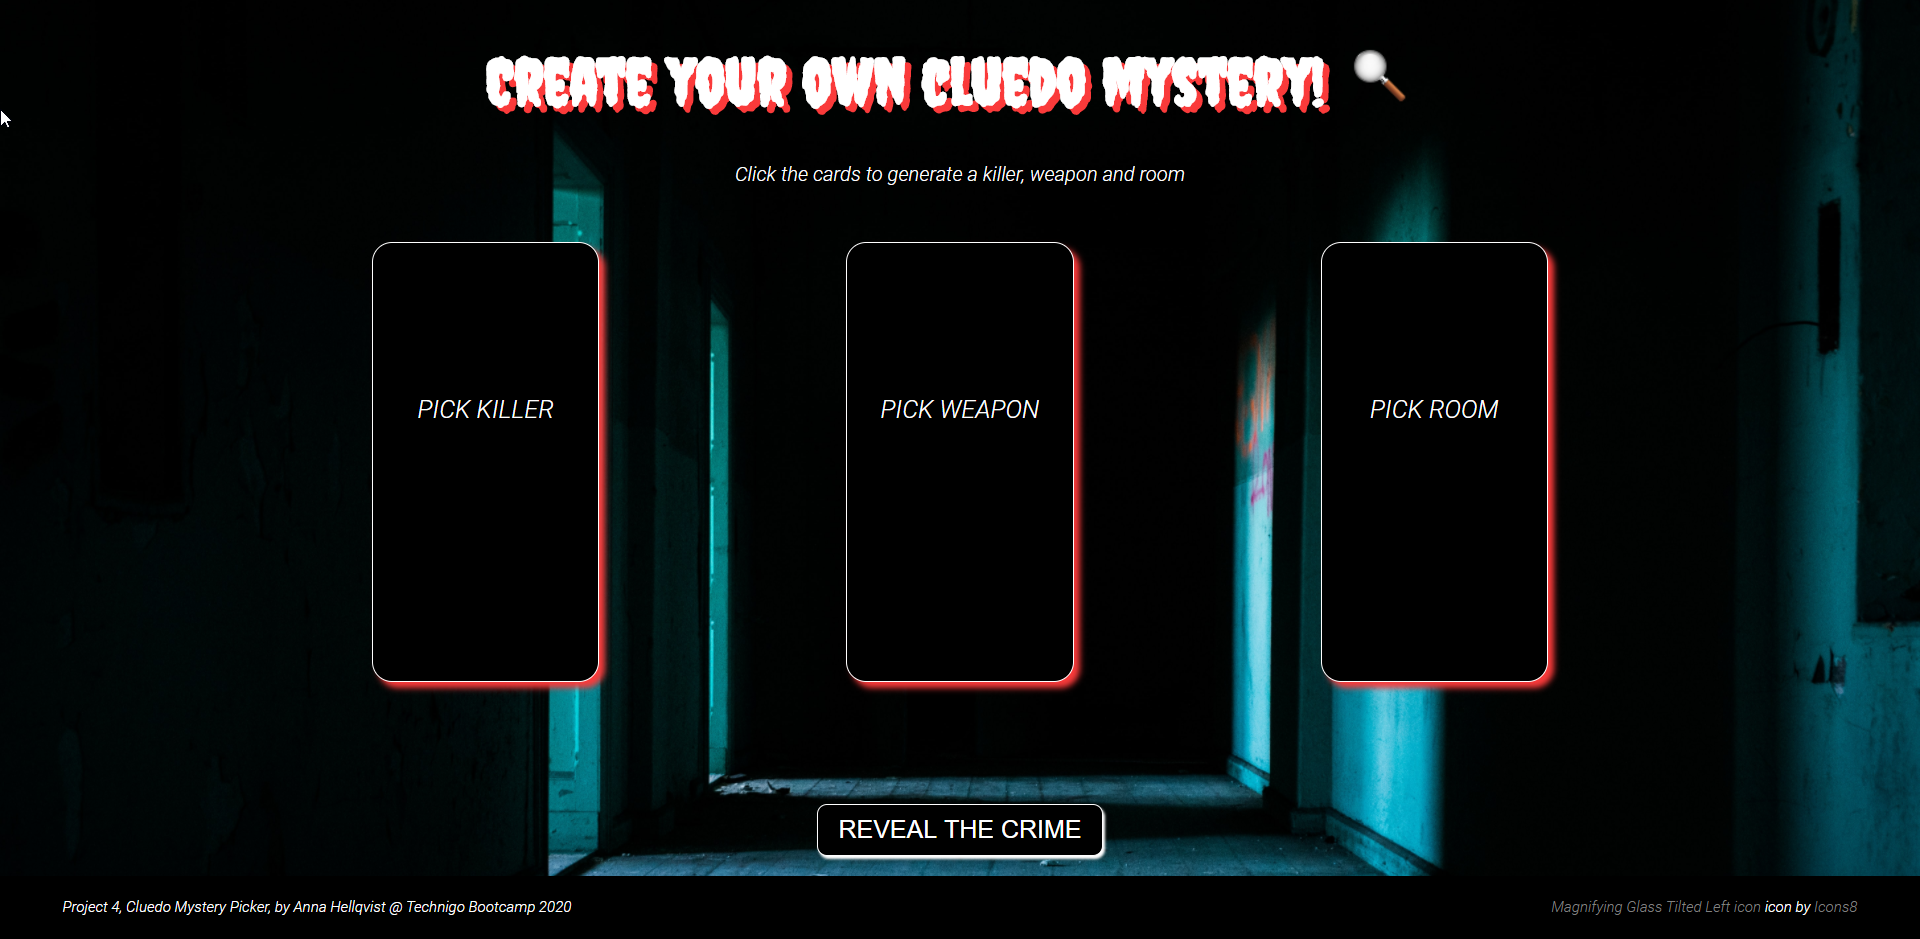 CREATE YOUR OWN CLUEDO MYSTERY!
Click the cards to generate a killer, weapon and room
PICK KILLER
PICK WEAPON
PICK ROOM
REVEAL THE CRIME
Project 4, Cluedo Mystery Picker, by Anna Hellqvist @ Technigo Bootcamp 2020
Magnifying Glass Tilted Left icon icon by Icons8